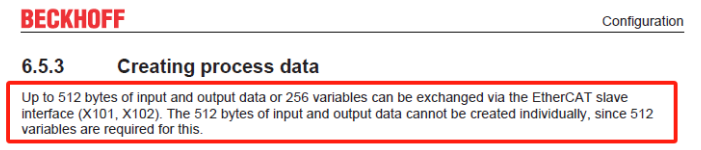 BECKHOFF
Configuration
6.5.3 Creating process data
Up to 512 bytes of input and output data or 256 variables can be exchanged via the EtherCAT slave
interface (X101, X102). The 512 bytes of input and output data cannot be created individually, since 512
variables are required for this.